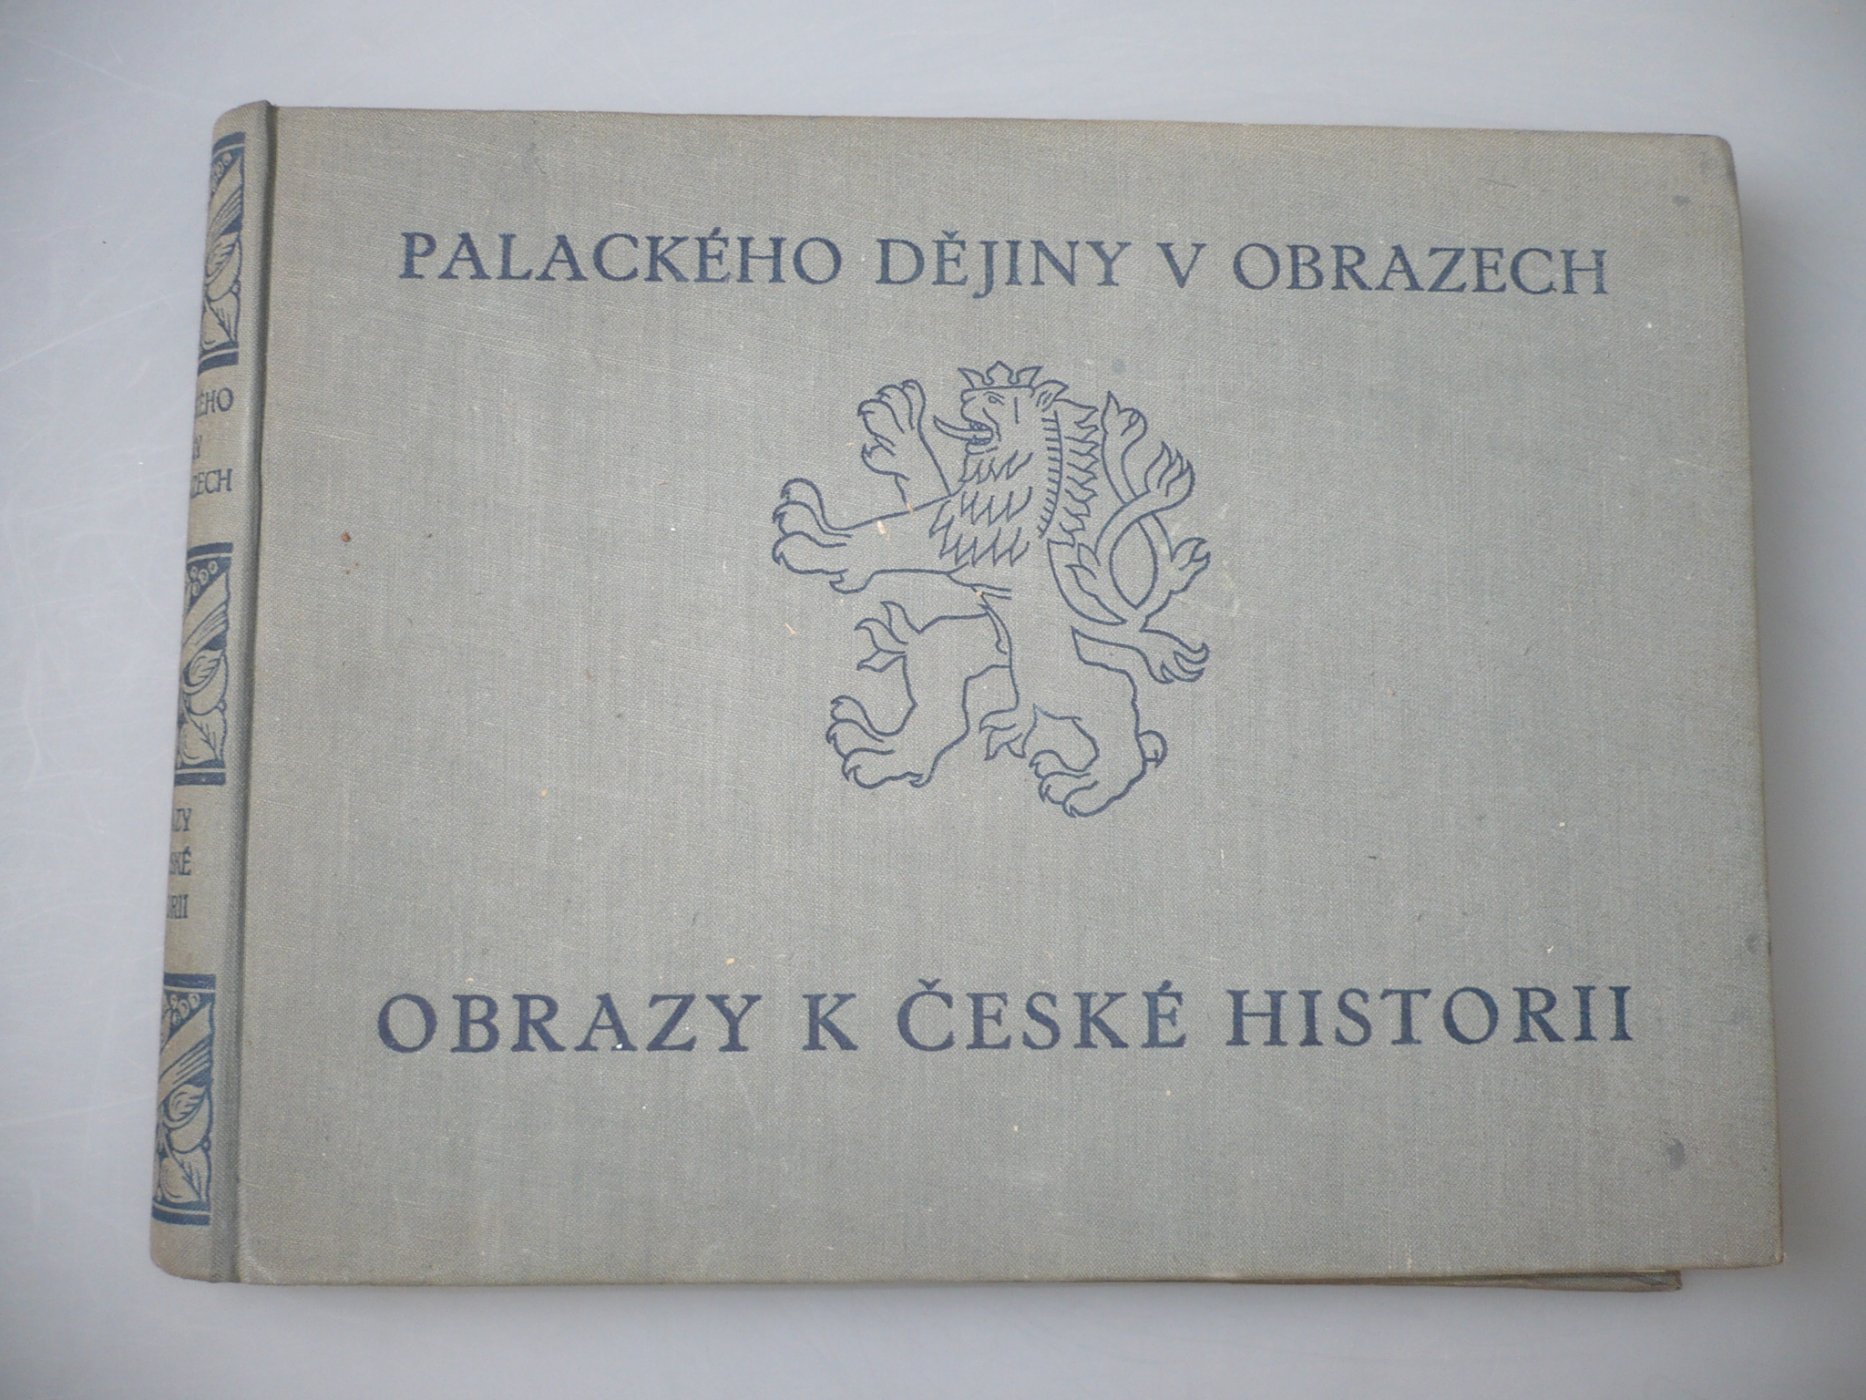 PALACKÉHO DĚJINY V OBRAZECH
OBRAZY K ČESKÉ HISTORII